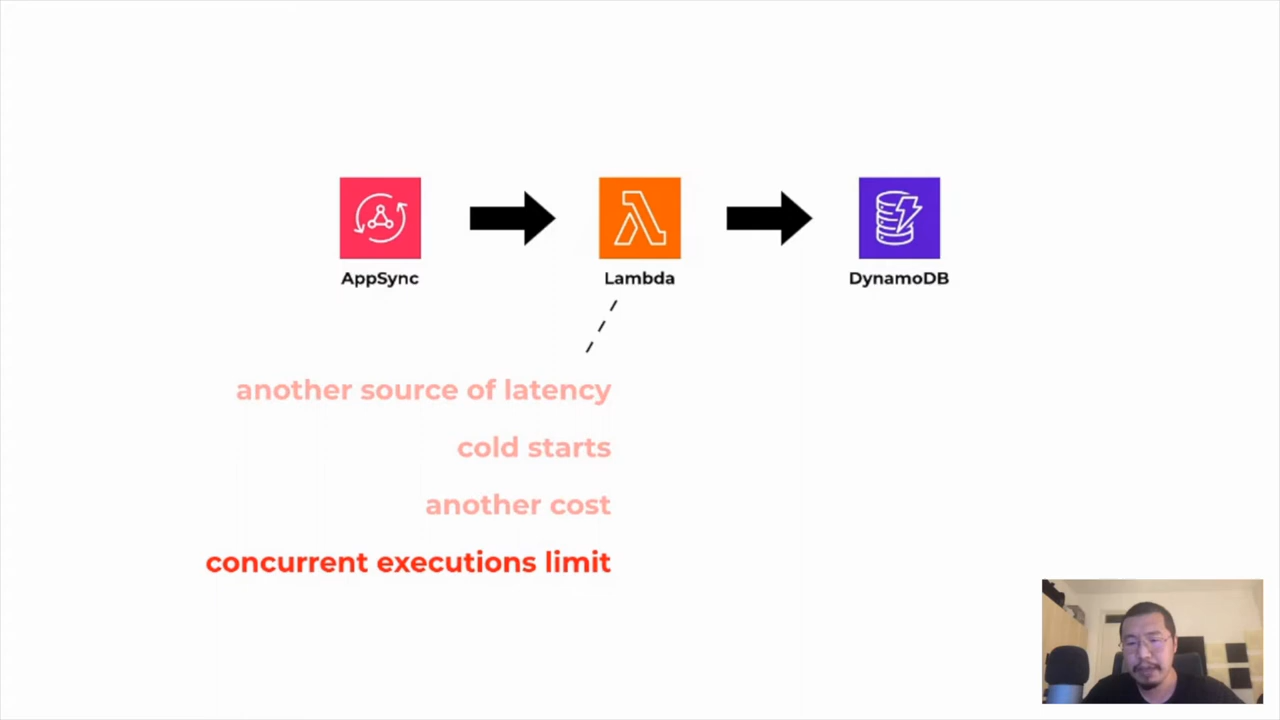 AppSync
Lambda
DynamoDB
another source of latency
cold starts
another cost
concurrent executions limit